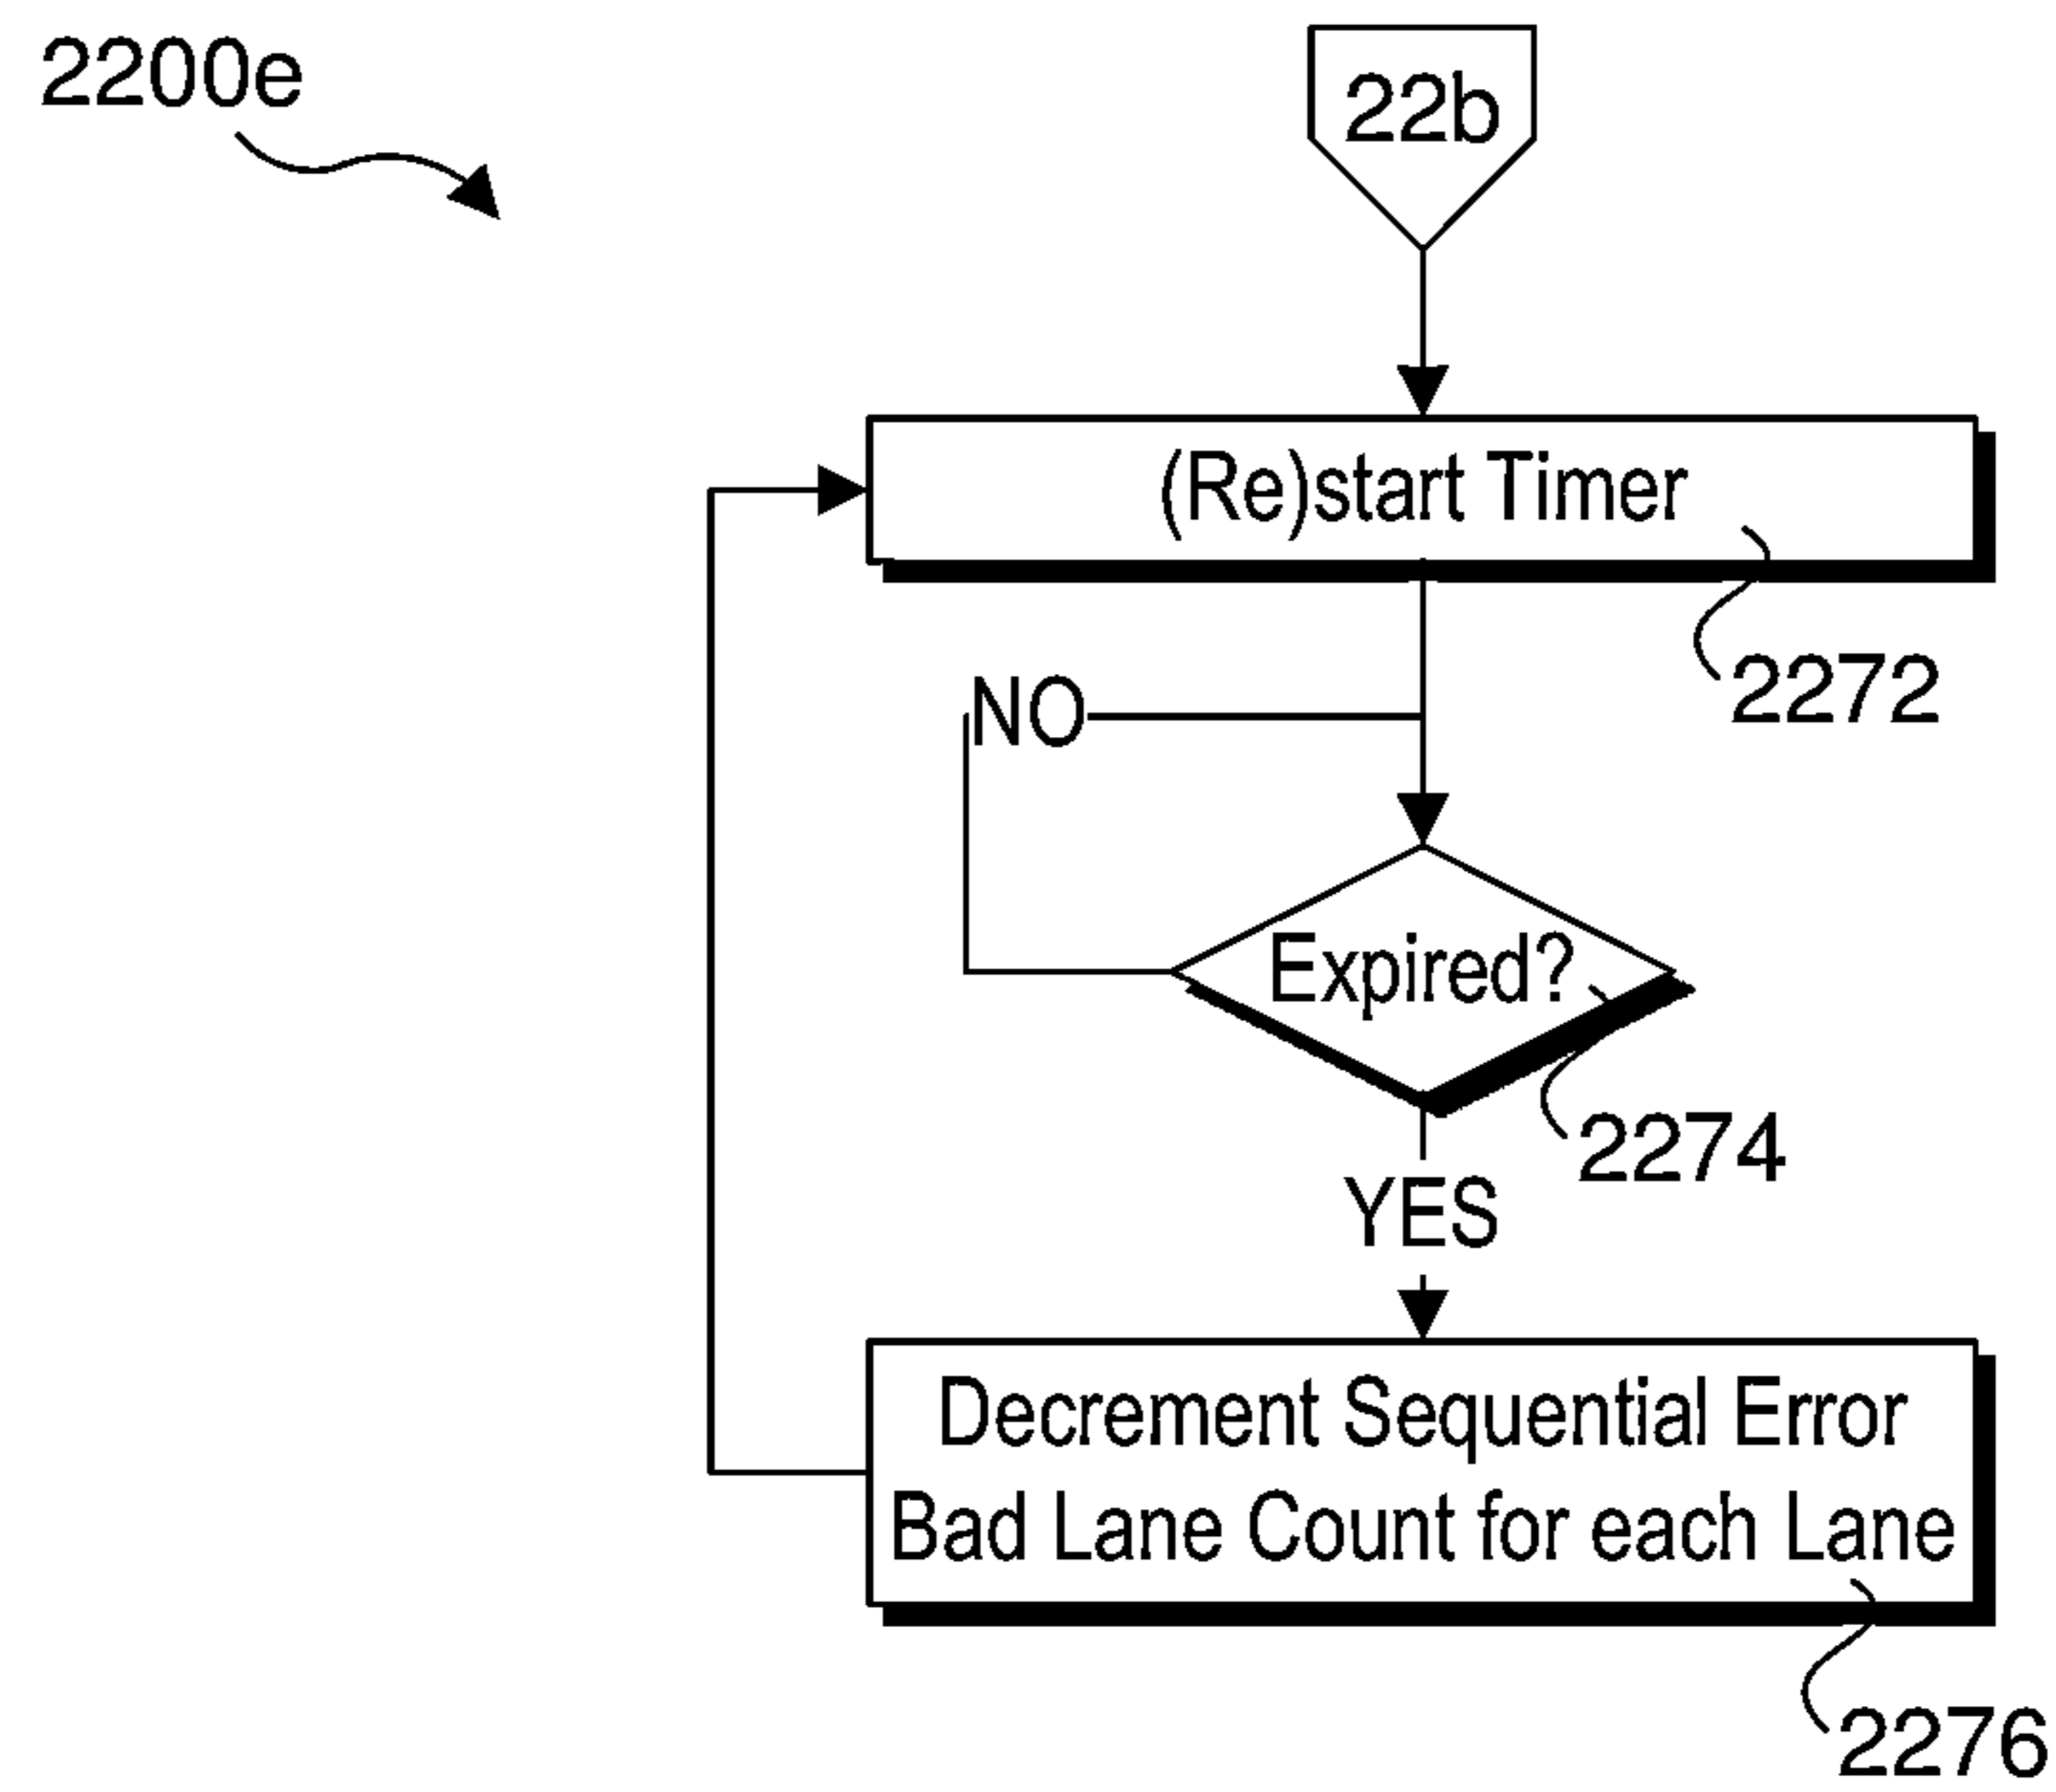 2200e
22b
(Re)start Timer
2272
NO
Expired?
2274
YES
Decrement Sequential Error
Bad Lane Count for each Lane
2276